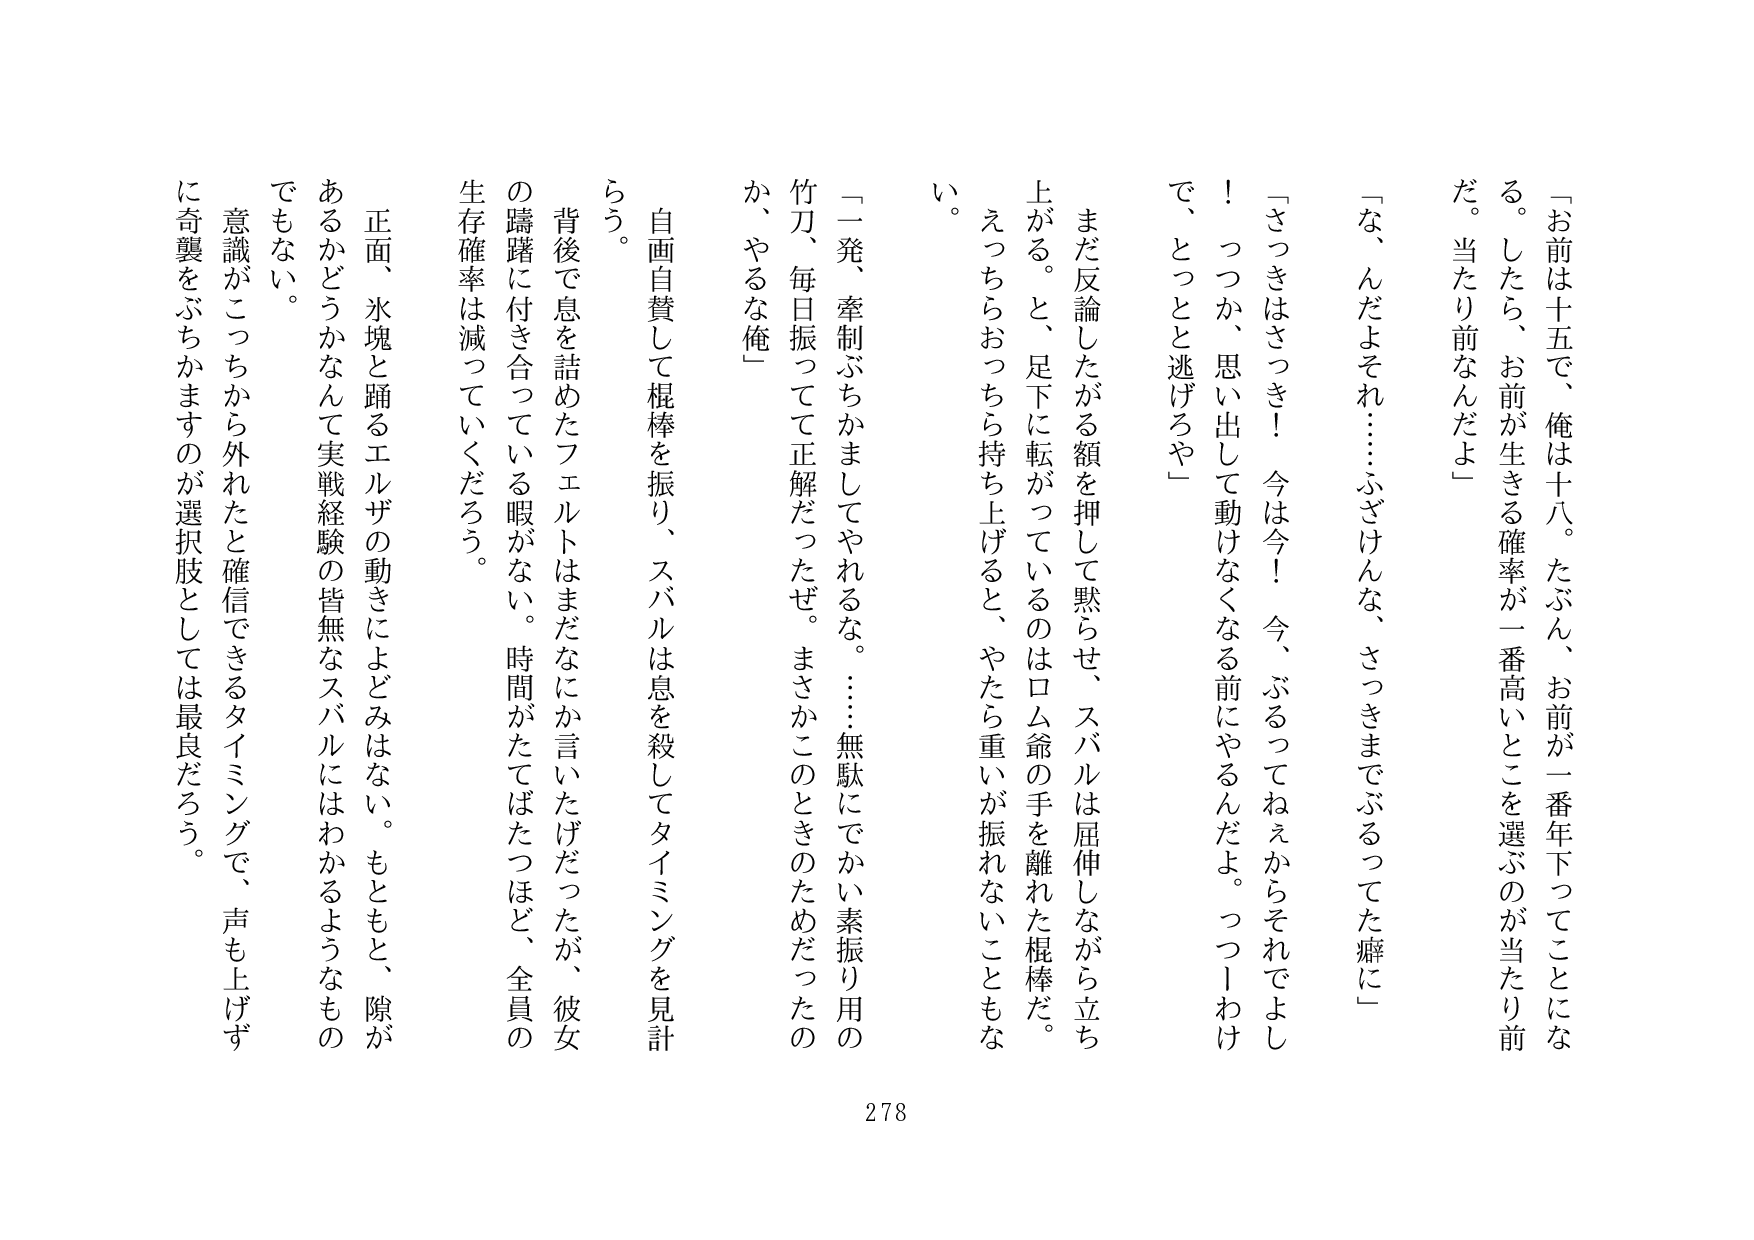 「お前は十五で、俺は十八。たぶん、お前が一番年下ってことにな
る。したら、お前が生きる確率が一番高いとこを選ぶのが当たり前
だ。当たり前なんだよ」
「な、んだよそれ……ふざけんな、さっきまでぶるってた癖に」
「さっきはさっき！　今は今！　今、ぶるってねぇからそれでよし
！　っつか、思い出して動けなくなる前にやるんだよ。っつーわけ
で、とっとと逃げろや」
　まだ反論したがる額を押して黙らせ、スバルは屈伸しながら立ち
上がる。と、足下に転がっているのはロム爺の手を離れた棍棒だ。
　えっちらおっちら持ち上げると、やたら重いが振れないこともな
い。
「一発、牽制ぶちかましてやれるな。……無駄にでかい素振り用の
竹刀、毎日振ってて正解だったぜ。まさかこのときのためだったの
か、やるな俺」
　自画自賛して棍棒を振り、スバルは息を殺してタイミングを見計
らう。
　背後で息を詰めたフェルトはまだなにか言いたげだったが、彼女
の躊躇に付き合っている暇がない。時間がたてばたつほど、全員の
生存確率は減っていくだろう。
　正面、氷塊と踊るエルザの動きによどみはない。もともと、隙が
あるかどうかなんて実戦経験の皆無なスバルにはわかるようなもの
でもない。
　意識がこっちから外れたと確信できるタイミングで、声も上げず
に奇襲をぶちかますのが選択肢としては最良だろう。
278